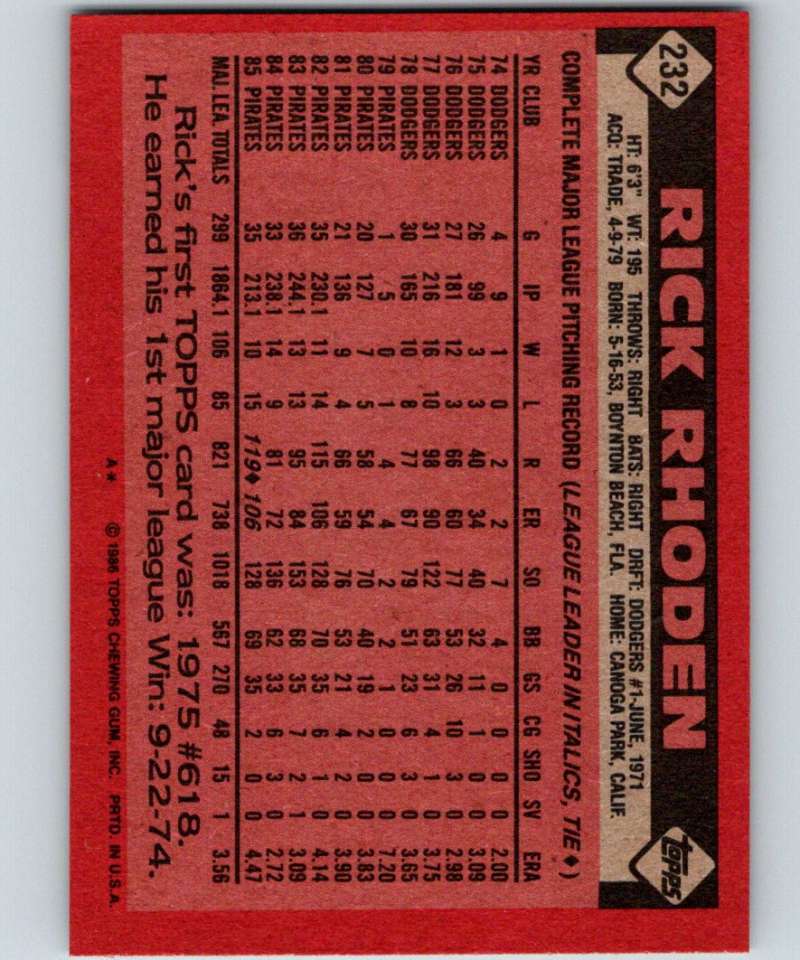 232
RICK RHODEN
topps
HT: 6'3" WT: 195 THROWS: RIGHT BATS: RIGHT DRFT: DODGERS #1-JUNE, 1971
ACQ: TRADE, 4-9-79 BORN: 5-16-53, BOYNTON BEACH, FLA. HOME: CANOGA PARK, CALIF.
COMPLETE MAJOR LEAGUE PITCHING RECORD (LEAGUE LEADER IN ITALICS, TIE♦)
YR CLUB G IP W L R ER SO BB GS CG SHO SV ERA
74 DODGERS 4 9 1 0 2 2 7 4 0 0 0 0 2.00
75 DODGERS 26 99 3 3 40 34 40 32 11 1 0 0 3.09
76 DODGERS 27 181 12 3 66 60 77 53 26 10 3 0 2.98
77 DODGERS 31 216 16 10 98 90 122 63 31 4 1 0 3.75
78 DODGERS 30 165 10 8 77 67 79 51 23 6 3 0 3.65
79 PIRATES 1 5 0 1 4 4 2 2 1 0 0 0 7.20
80 PIRATES 20 127 7 5 58 54 70 40 19 2 0 0 3.83
81 PIRATES 21 136 9 4 66 59 76 53 21 4 2 0 3.90
82 PIRATES 35 230.1 11 14 115 106 128 70 35 6 1 0 4.14
83 PIRATES 36 244.1 13 13 95 84 153 68 35 7 2 1 3.09
84 PIRATES 33 238.1 14 9 81 72 136 62 33 6 3 0 2.72
85 PIRATES 35 213.1 10 15 119♦ 106 128 69 35 2 0 0 4.47
MAJ. LEA. TOTALS 299 1864.1 106 85 821 738 1018 567 270 48 15 1 3.56
Rick's first TOPPS card was: 1975 #618.
He earned his 1st major league Win: 9-22-74.
A* © 1986 TOPPS CHEWING GUM, INC. PRTD. IN U.S.A.